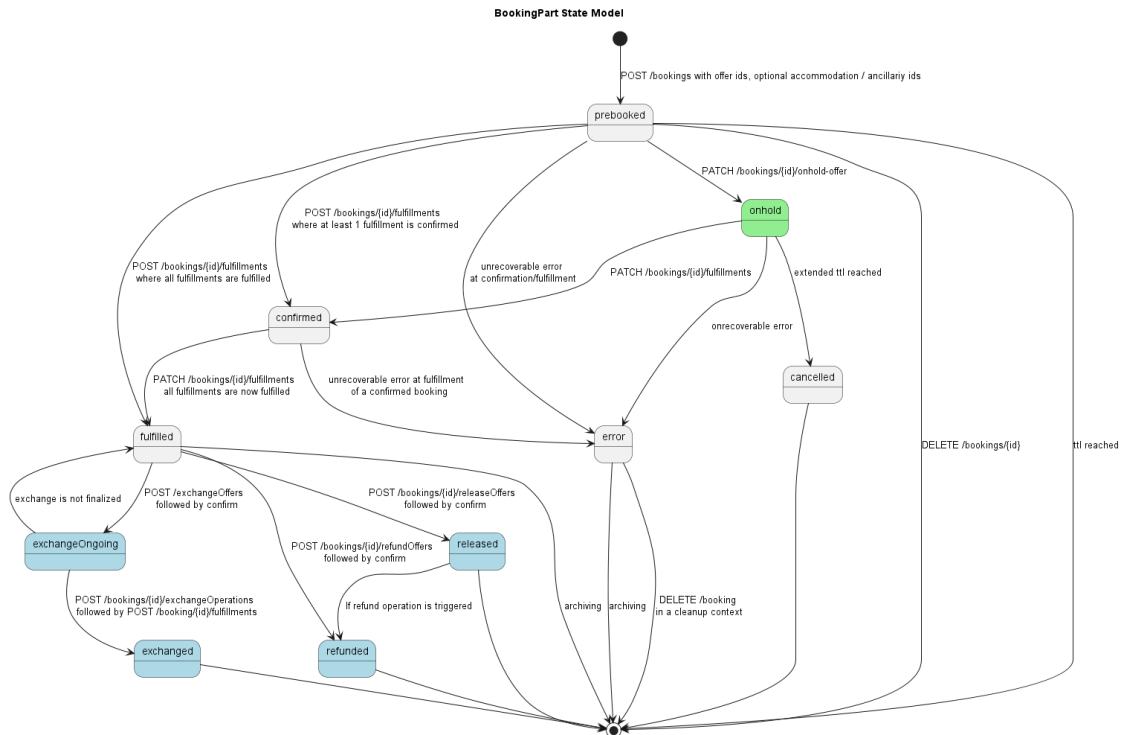 BookingPart State Model
POST /bookings with offer ids, optional accommodation / ancillariy ids
prebooked
PATCH /bookings/{id}/onhold-offer
onhold
POST /bookings/{id}/fulfillments
where at least 1 fulfillment is confirmed
POST /bookings/{id}/fulfillments
where all fulfillments are fulfilled
unrecoverable error
at confirmation/fulfillment
PATCH /bookings/{id}/fulfillments
extended ttl reached
confirmed
onrecoverable error
PATCH /bookings/{id}/fulfillments
all fulfillments are now fulfilled
unrecoverable error at fulfillment
of a confirmed booking
cancelled
fulfilled
error
DELETE /bookings/{id}
ttl reached
exchange is not finalized
POST /exchangeOffers
followed by confirm
POST /bookings/{id}/releaseOffers
followed by confirm
exchangeOngoing
POST /bookings/{id}/refundOffers
followed by confirm
released
POST /bookings/{id}/exchangeOperations
followed by POST /booking/{id}/fulfillments
If refund operation is triggered
archiving
archiving
DELETE /booking
in a cleanup context
exchanged
refunded